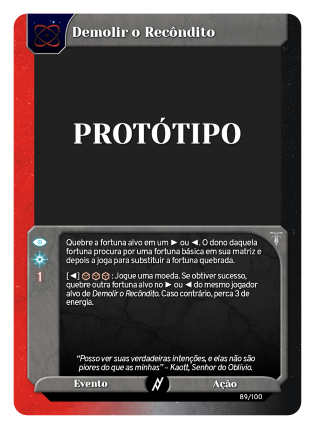 Demolir o Recôndito
PROTÓTIPO
Quebre a fortuna alvo em um ► ou ◄. O dono daquela
fortuna procura por uma fortuna básica em sua matriz e
depois a joga para substituir a fortuna quebrada.
1
[◄] : Jogue uma moeda. Se obtiver sucesso,
quebre outra fortuna alvo no ► ou ◄ do mesmo jogador
alvo de Demolir o Recôndito. Caso contrário, perca 3 de
energia.
“Posso ver suas verdadeiras intenções, e elas não são
piores do que as minhas” – Kaott, Senhor do Oblívio.
Evento Ação
89/100